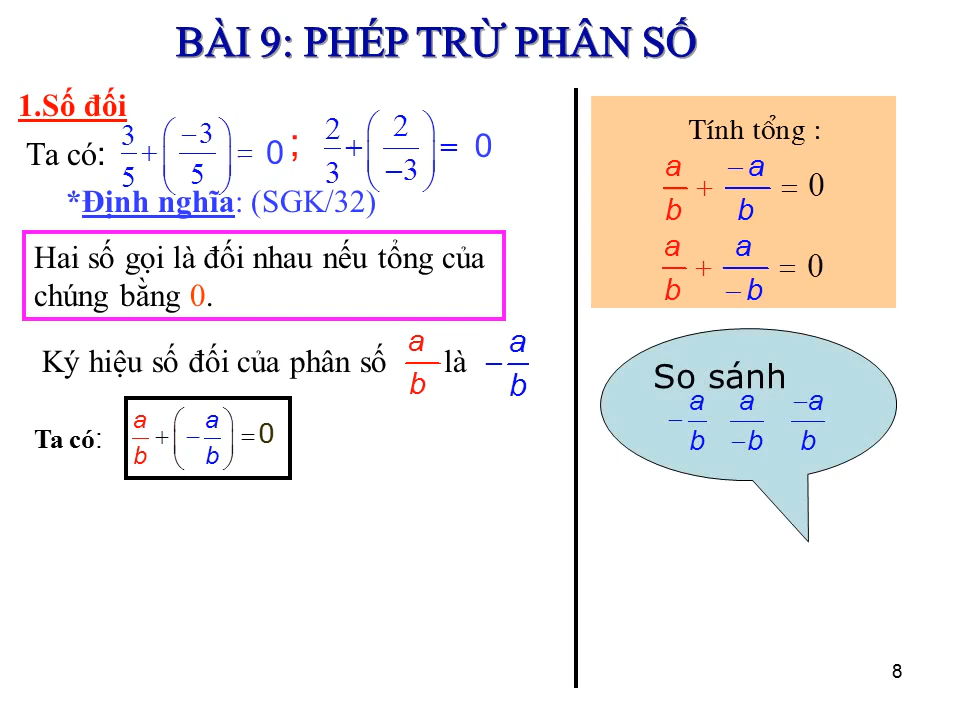 BÀI 9: PHÉP TRỪ PHÂN SỐ
1.Số đối
Ta có: 3/5 + (−3/5) = 0 ; 2/3 + (2/−3) = 0
*Định nghĩa: (SGK/32)
Hai số gọi là đối nhau nếu tổng của
chúng bằng 0.
Ký hiệu số đối của phân số a/b là − a/b
Ta có: a/b + (− a/b) = 0
Tính tổng :
a/b + −a/b = 0
a/b + a/−b = 0
So sánh
− a/b a/−b −a/b
8